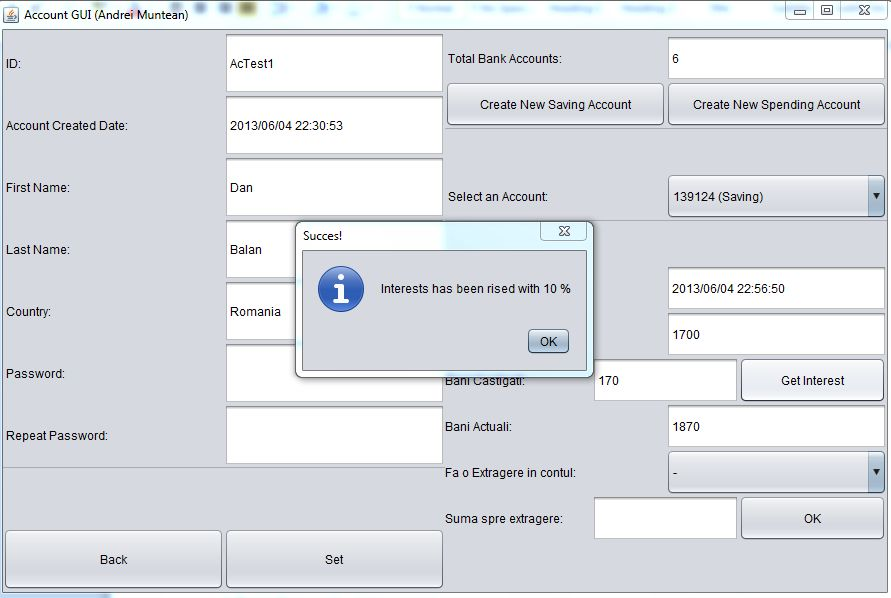 Account GUI (Andrei Muntean)
ID:
AcTest1
Account Created Date:
2013/06/04 22:30:53
First Name:
Dan
Last Name:
Balan
Country:
Romania
Password:
Repeat Password:
Back
Set
Total Bank Accounts:
6
Create New Saving Account
Create New Spending Account
Select an Account:
139124 (Saving)
Succes!
Interests has been rised with 10 %
OK
2013/06/04 22:56:50
1700
Bani Castigati:
170
Get Interest
Bani Actuali:
1870
Fa o Extragere in contul:
-
Suma spre extragere:
OK